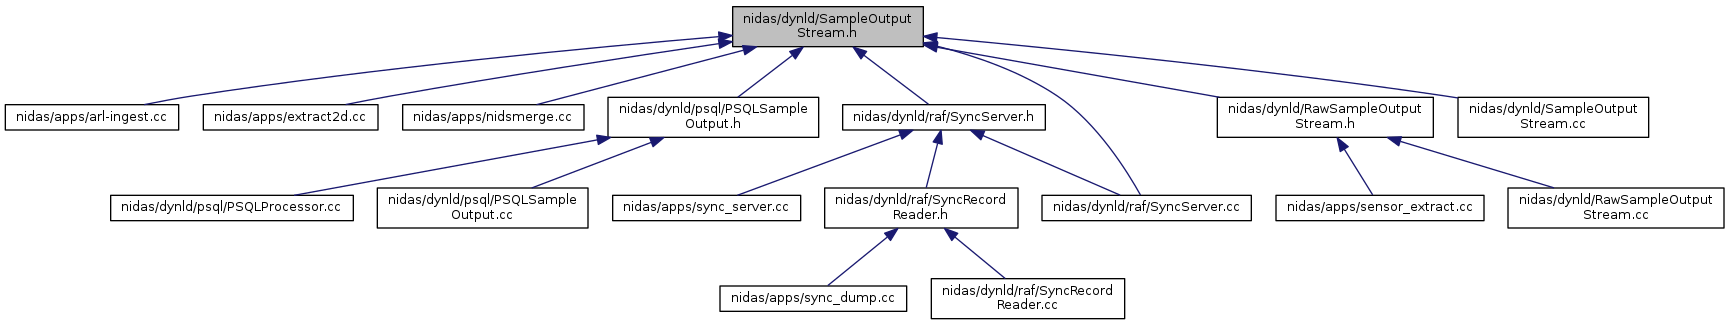 nidas/dynld/SampleOutput
Stream.h
nidas/apps/arl-ingest.cc
nidas/apps/extract2d.cc
nidas/apps/nidsmerge.cc
nidas/dynld/psql/PSQLSample
Output.h
nidas/dynld/raf/SyncServer.h
nidas/dynld/RawSampleOutput
Stream.h
nidas/dynld/SampleOutput
Stream.cc
nidas/dynld/psql/PSQLProcessor.cc
nidas/dynld/psql/PSQLSample
Output.cc
nidas/apps/sync_server.cc
nidas/dynld/raf/SyncRecord
Reader.h
nidas/dynld/raf/SyncServer.cc
nidas/apps/sensor_extract.cc
nidas/dynld/RawSampleOutput
Stream.cc
nidas/apps/sync_dump.cc
nidas/dynld/raf/SyncRecord
Reader.cc